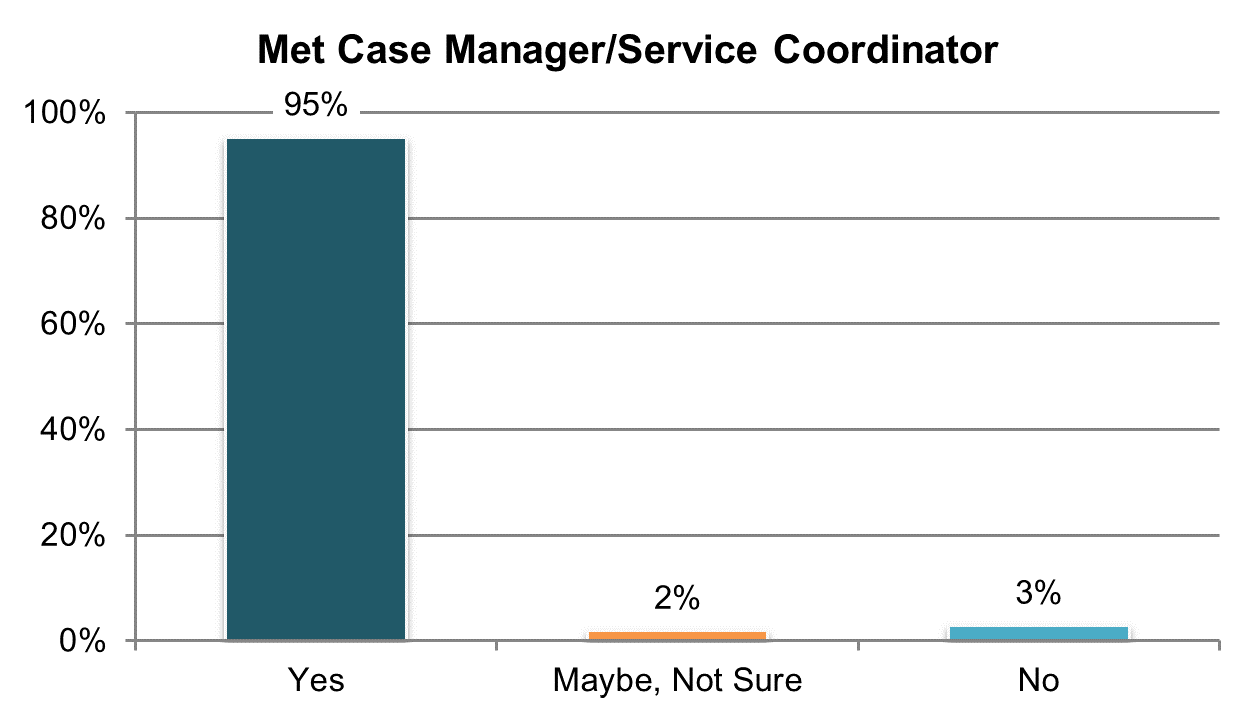 Met Case Manager/Service Coordinator
100%
95%
80%
60%
40%
20%
2%
3%
0%
Yes
Maybe, Not Sure
No